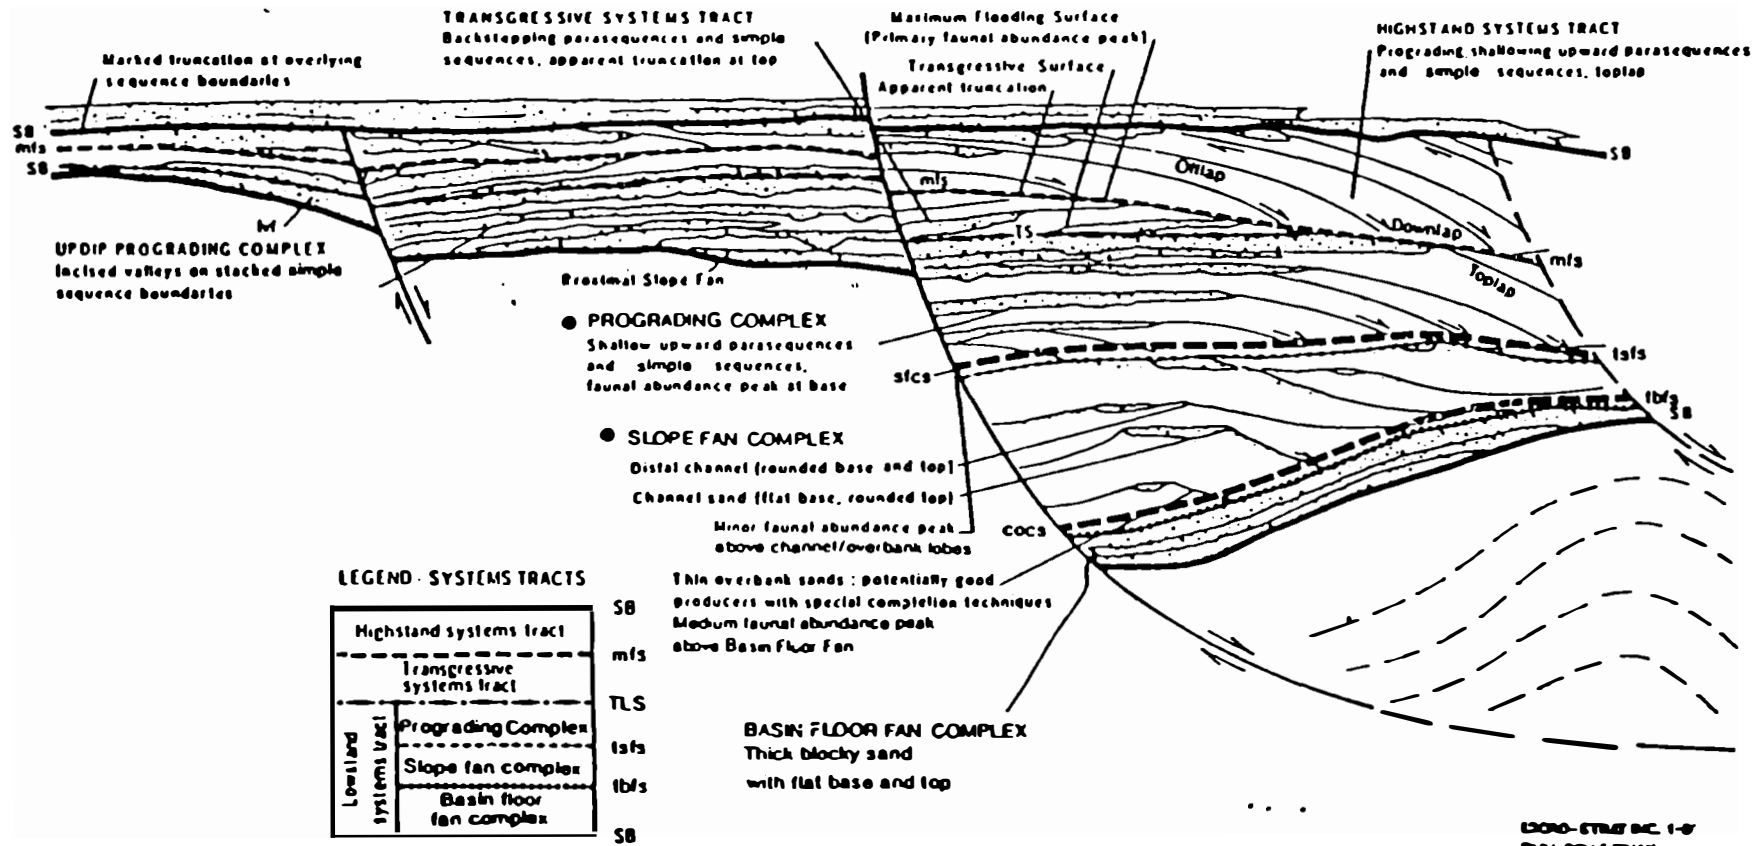 TRANSGRESSIVE SYSTEMS TRACT
Backstepping parasequences and simple
sequences, apparent truncation at top
Maximum Flooding Surface
(Primary faunal abundance peak)
Transgressive Surface
Apparent truncation
HIGHSTAND SYSTEMS TRACT
Prograding, shallowing upward parasequences
and simple sequences, toplap
Marked truncation at overlying
sequence boundaries
SB
mfs
SB
SB
mfs
Offlap
Downlap
TS
mfs
Toplap
ivf
UPDIP PROGRADING COMPLEX
Incised valleys on stacked simple
sequence boundaries
Proximal Slope Fan
PROGRADING COMPLEX
Shallow upward parasequences
and simple sequences,
faunal abundance peak at base
sfcs
tsfs
tbfs
SB
SLOPE FAN COMPLEX
Distal channel (rounded base and top)
Channel sand (flat base, rounded top)
Minor faunal abundance peak
above channel/overbank lobes
cocs
Thin overbank sands : potentially good
producers with special completion techniques
Medium faunal abundance peak
above Basin Floor Fan
BASIN FLOOR FAN COMPLEX
Thick blocky sand
with flat base and top
LEGEND - SYSTEMS TRACTS
SB
Highstand systems tract
mfs
Transgressive
systems tract
TLS
Lowstand
systems tract
Prograding Complex
tsfs
Slope fan complex
tbfs
Basin floor
fan complex
SB